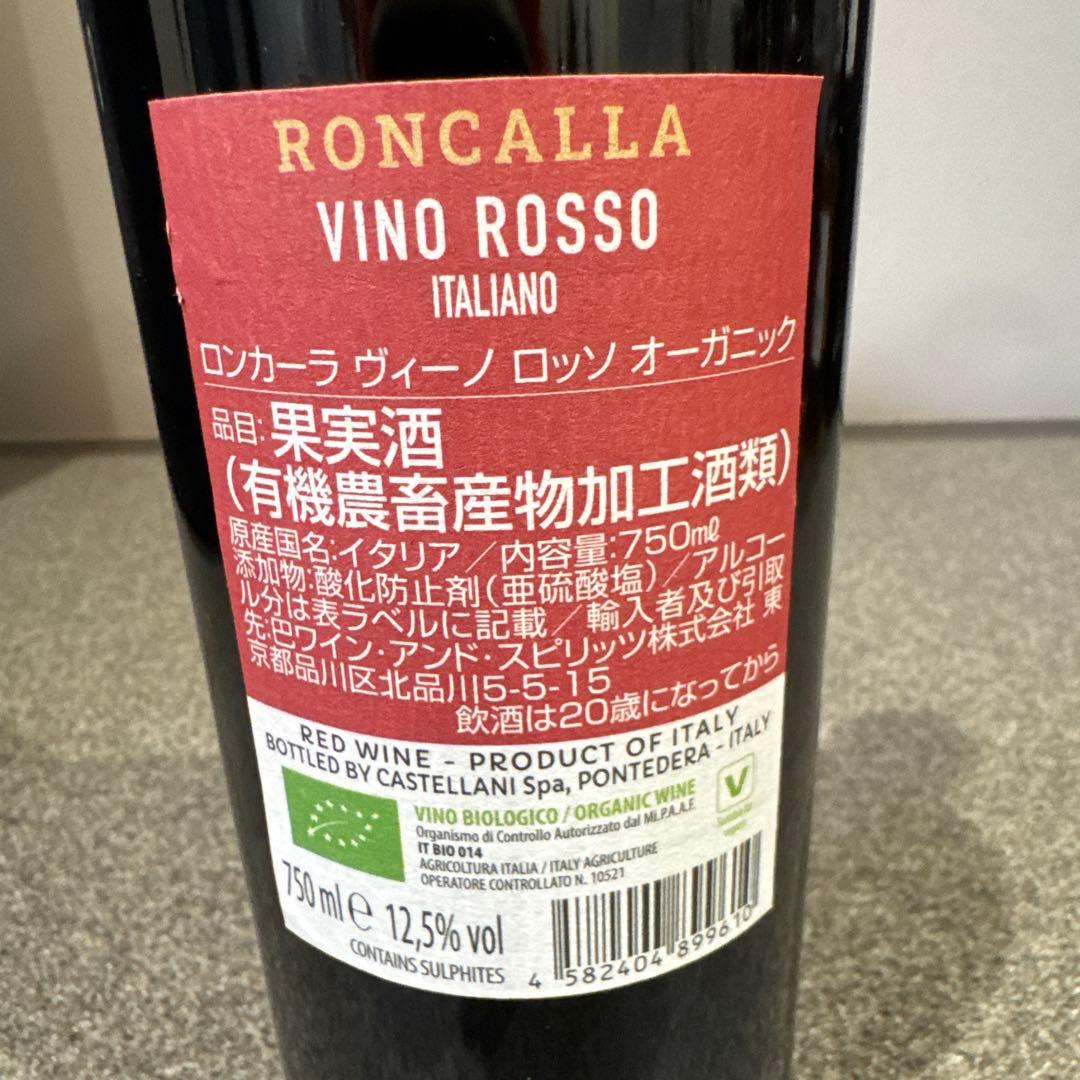 RONCALLA
VINO ROSSO
ITALIANO
ロンカーラ ヴィーノ ロッソ オーガニック
品目:果実酒
(有機農畜産物加工酒類)
原産国名:イタリア/内容量:750㎖
添加物:酸化防止剤(亜硫酸塩)/アルコー
ル分は表ラベルに記載/輸入者及び引取
先:巴ワイン・アンド・スピリッツ株式会社 東
京都品川区北品川5-5-15
飲酒は20歳になってから
RED WINE - PRODUCT OF ITALY
BOTTLED BY CASTELLANI Spa, PONTEDERA - ITALY
VINO BIOLOGICO / ORGANIC WINE
Organismo di Controllo Autorizzato dal Mi.P.A.A.F.
IT BIO 014
AGRICOLTURA ITALIA / ITALY AGRICULTURE
OPERATORE CONTROLLATO N. 10521
V
750 ml e 12,5% vol
CONTAINS SULPHITES
4 582404 899610